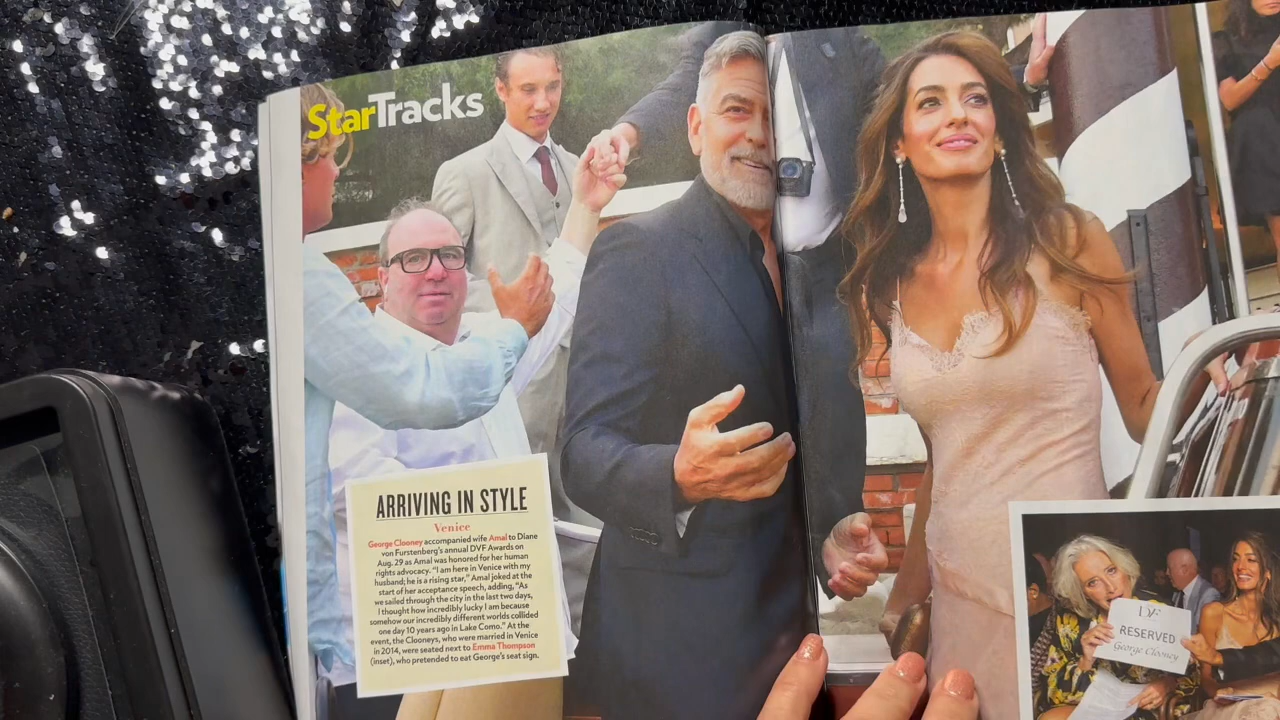 StarTracks
ARRIVING IN STYLE
Venice
George Clooney accompanied wife Amal to Diane
von Furstenberg's annual DVF Awards on
Aug. 29 as Amal was honored for her human
rights advocacy. "I am here in Venice with my
husband; he is a rising star," Amal joked at the
start of her acceptance speech, adding, "As
we sailed through the city in the last two days,
I thought how incredibly lucky I am because
somehow our incredibly different worlds collided
one day 10 years ago in Lake Como." At the
event, the Clooneys, who were married in Venice
in 2014, were seated next to Emma Thompson
(inset), who pretended to eat George's seat sign.
DVF
RESERVED
George Clooney